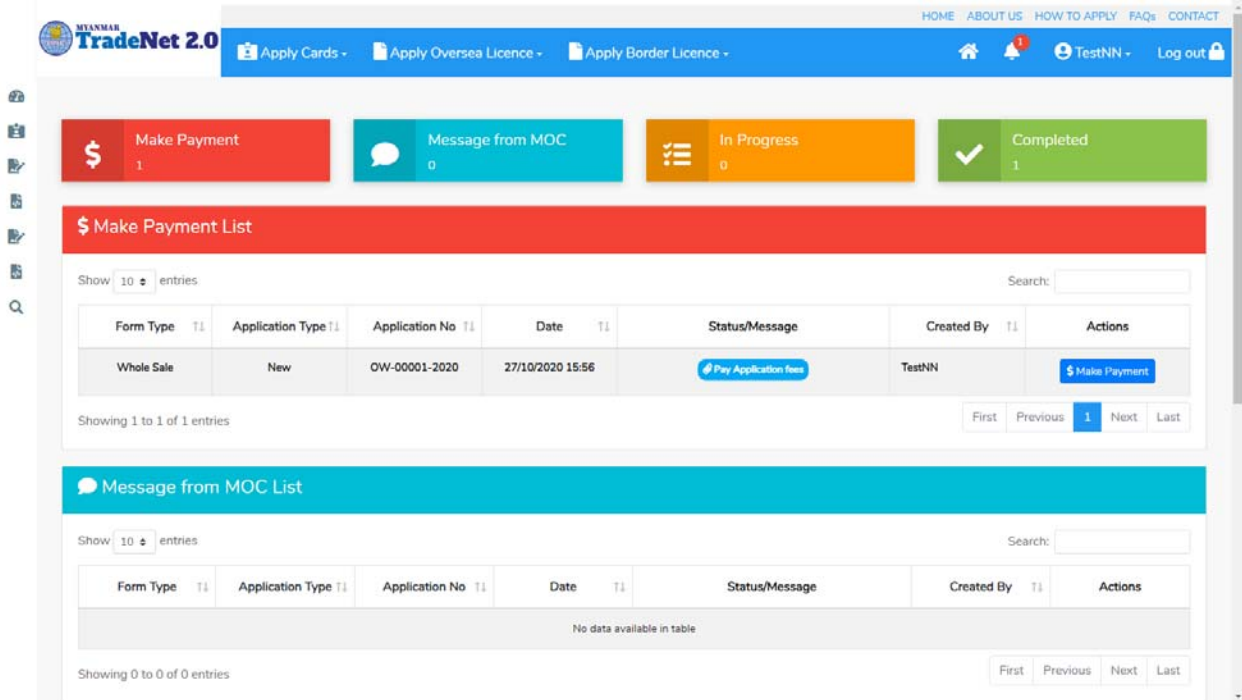 HOME ABOUT US HOW TO APPLY FAQs CONTACT
MYANMAR
TradeNet 2.0
Apply Cards Apply Oversea Licence Apply Border Licence 1 TestNN Log out
Make Payment
1
Message from MOC
0
In Progress
0
Completed
1
$ Make Payment List
Show 10 entries Search:
Form Type Application Type Application No Date Status/Message Created By Actions
Whole Sale New OW-00001-2020 27/10/2020 15:56 Pay Application fees TestNN $ Make Payment
Showing 1 to 1 of 1 entries First Previous 1 Next Last
Message from MOC List
Show 10 entries Search:
Form Type Application Type Application No Date Status/Message Created By Actions
No data available in table
Showing 0 to 0 of 0 entries First Previous Next Last